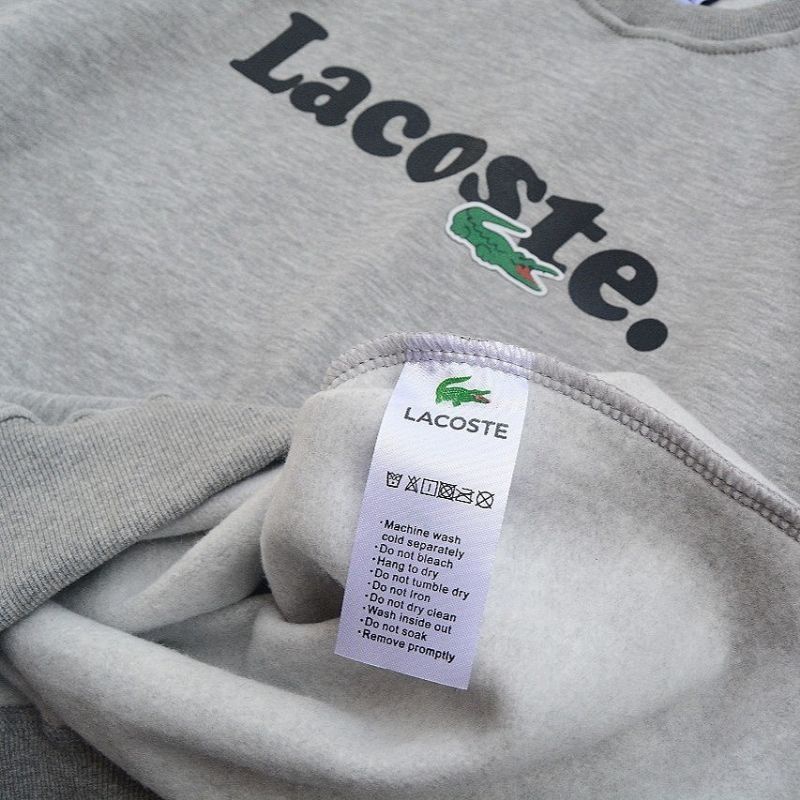 Lacoste.
LACOSTE
• Machine wash
cold separately
• Do not bleach
• Hang to dry
• Do not tumble dry
• Do not iron
• Do not dry clean
• Wash inside out
• Do not soak
• Remove promptly